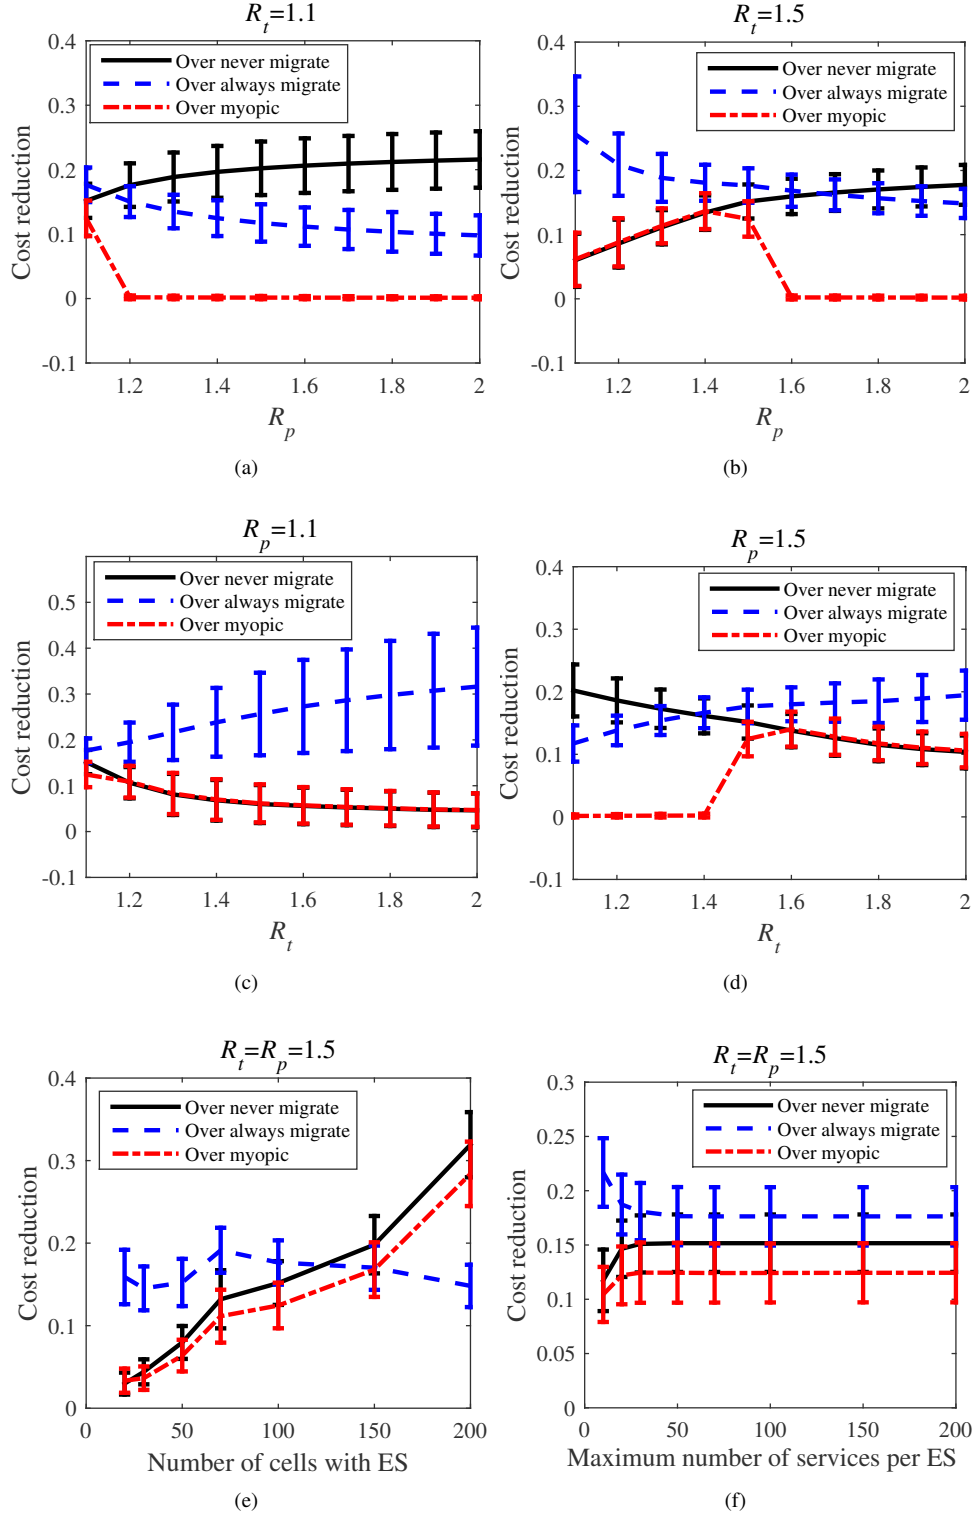 R_t=1.1
Over never migrate
Over always migrate
Over myopic
0.4
0.3
0.2
0.1
0
-0.1
Cost reduction
1.2 1.4 1.6 1.8 2
R_p
(a)
R_t=1.5
Over never migrate
Over always migrate
Over myopic
0.4
0.3
0.2
0.1
0
-0.1
Cost reduction
1.2 1.4 1.6 1.8 2
R_p
(b)
R_p=1.1
Over never migrate
Over always migrate
Over myopic
0.5
0.4
0.3
0.2
0.1
0
-0.1
Cost reduction
1.2 1.4 1.6 1.8 2
R_t
(c)
R_p=1.5
Over never migrate
Over always migrate
Over myopic
0.4
0.3
0.2
0.1
0
-0.1
Cost reduction
1.2 1.4 1.6 1.8 2
R_t
(d)
R_t=R_p=1.5
Over never migrate
Over always migrate
Over myopic
0.4
0.3
0.2
0.1
0
Cost reduction
0 50 100 150 200
Number of cells with ES
(e)
R_t=R_p=1.5
Over never migrate
Over always migrate
Over myopic
0.3
0.25
0.2
0.15
0.1
0.05
0
Cost reduction
0 50 100 150 200
Maximum number of services per ES
(f)